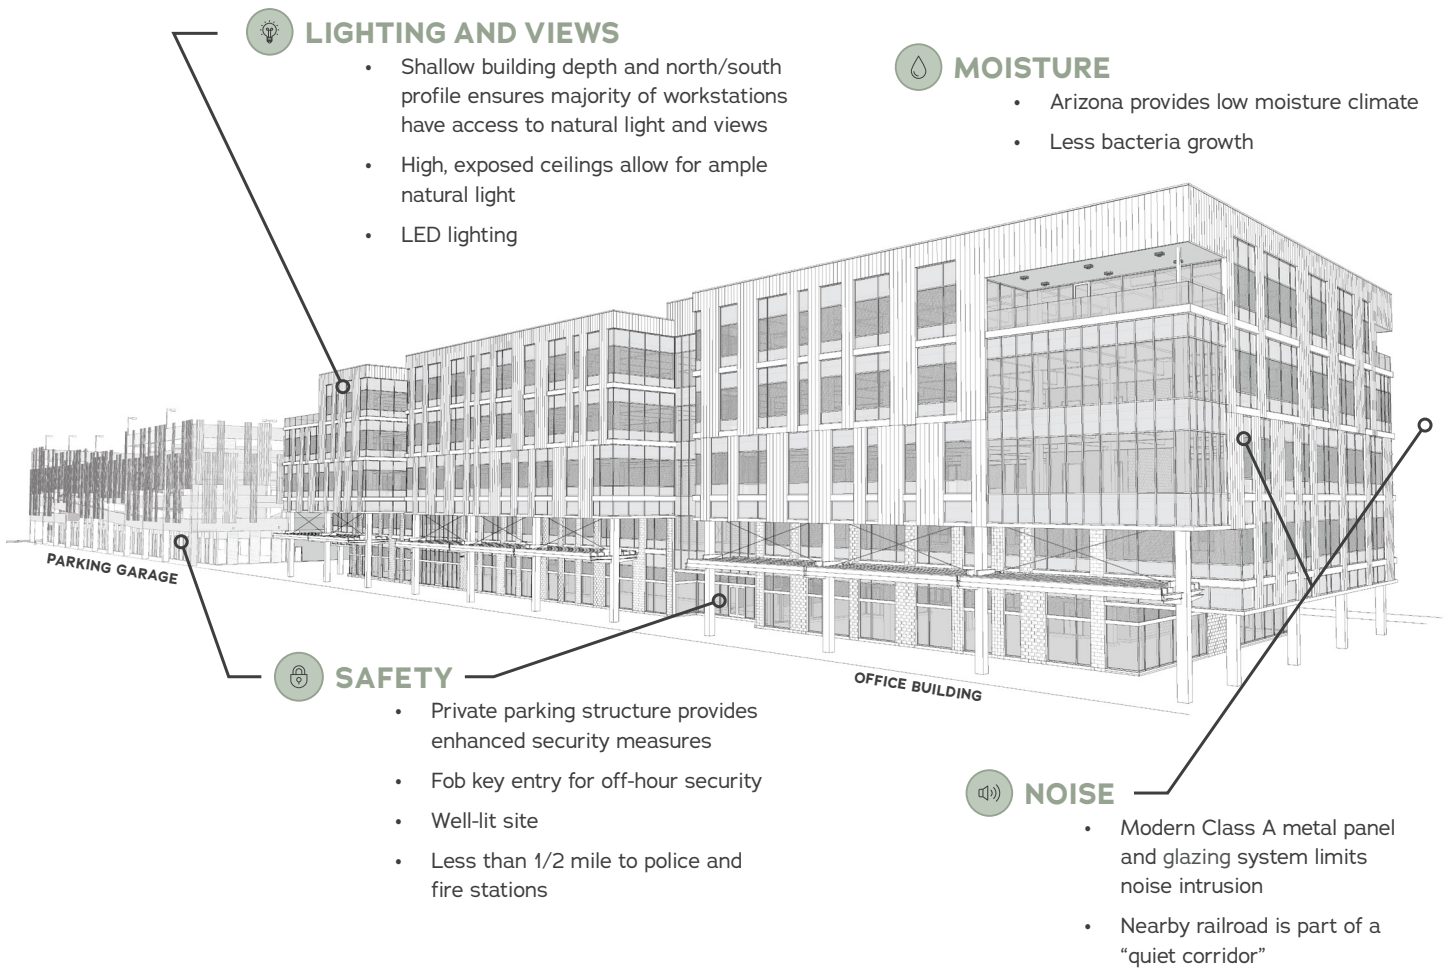 LIGHTING AND VIEWS
• Shallow building depth and north/south
profile ensures majority of workstations
have access to natural light and views
• High, exposed ceilings allow for ample
natural light
• LED lighting
MOISTURE
• Arizona provides low moisture climate
• Less bacteria growth
PARKING GARAGE
OFFICE BUILDING
SAFETY
• Private parking structure provides
enhanced security measures
• Fob key entry for off-hour security
• Well-lit site
• Less than 1/2 mile to police and
fire stations
NOISE
• Modern Class A metal panel
and glazing system limits
noise intrusion
• Nearby railroad is part of a
“quiet corridor”